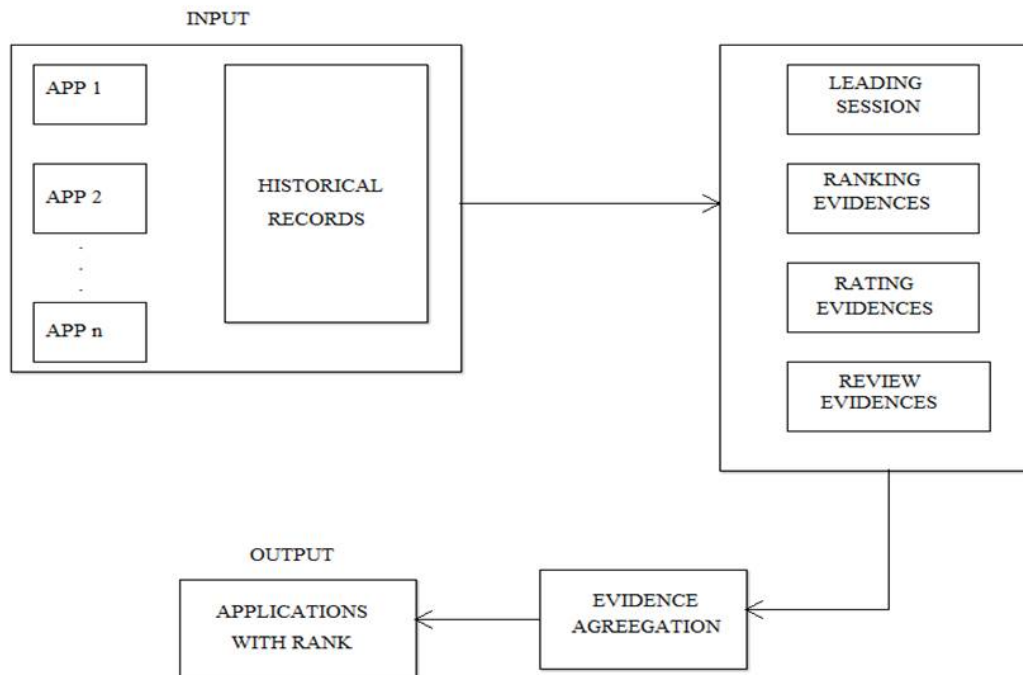 INPUT
APP 1
APP 2
.
.
.
APP n
HISTORICAL
RECORDS
LEADING
SESSION
RANKING
EVIDENCES
RATING
EVIDENCES
REVIEW
EVIDENCES
EVIDENCE
AGREEGATION
OUTPUT
APPLICATIONS
WITH RANK